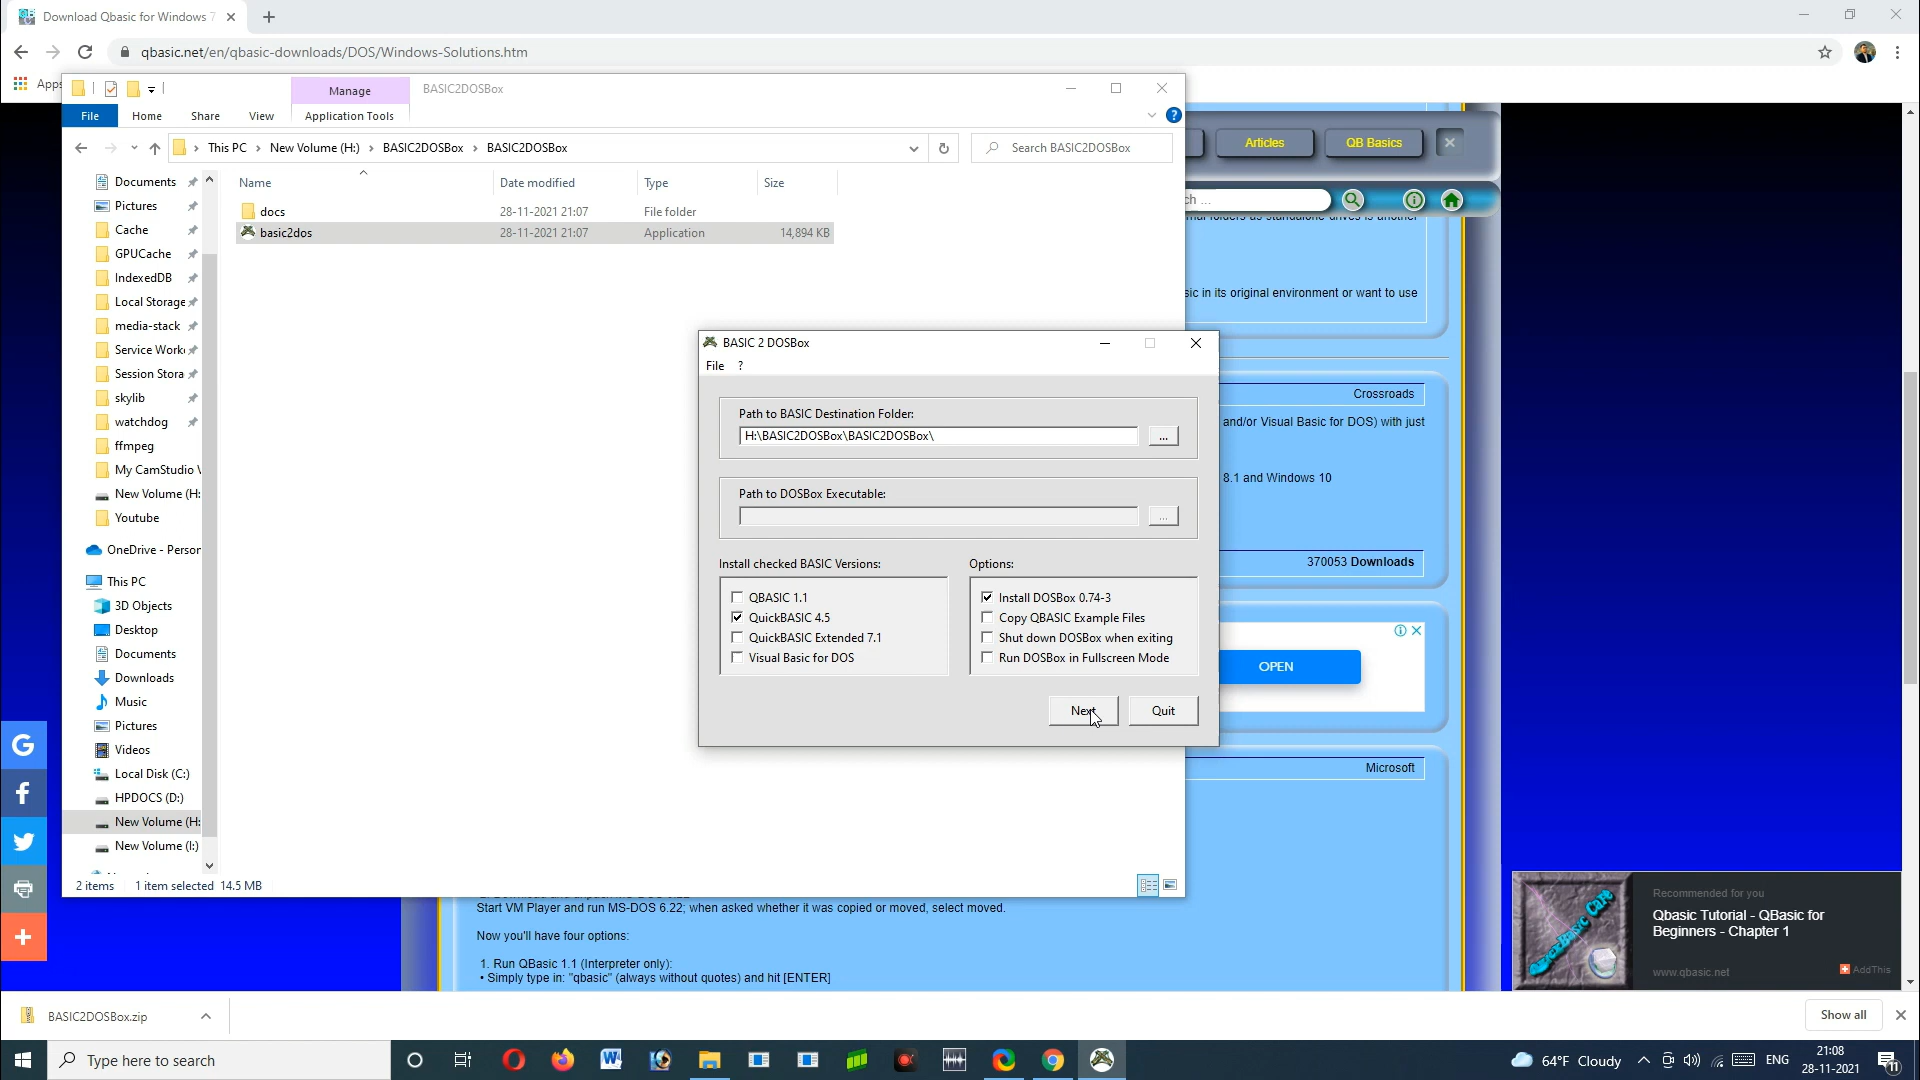 Download Qbasic for Windows 7
qbasic.net/en/qbasic-downloads/DOS/Windows-Solutions.htm
Apps
Manage
BASIC2DOSBox
File
Home
Share
View
Application Tools
This PC > New Volume (H:) > BASIC2DOSBox > BASIC2DOSBox
Search BASIC2DOSBox
Name
Date modified
Type
Size
docs
28-11-2021 21:07
File folder
basic2dos
28-11-2021 21:07
Application
14,894 KB
Documents
Pictures
Cache
GPUCache
IndexedDB
Local Storage
media-stack
Service Work
Session Stora
skylib
watchdog
ffmpeg
My CamStudio V
New Volume (H:
Youtube
OneDrive - Person
This PC
3D Objects
Desktop
Documents
Downloads
Music
Pictures
Videos
Local Disk (C:)
HPDOCS (D:)
New Volume (H:
New Volume (I:)
2 items
1 item selected 14.5 MB
BASIC 2 DOSBox
File ?
Path to BASIC Destination Folder:
H:\BASIC2DOSBox\BASIC2DOSBox\
...
Path to DOSBox Executable:
...
Install checked BASIC Versions:
QBASIC 1.1
QuickBASIC 4.5
QuickBASIC Extended 7.1
Visual Basic for DOS
Options:
Install DOSBox 0.74-3
Copy QBASIC Example Files
Shut down DOSBox when exiting
Run DOSBox in Fullscreen Mode
Next
Quit
Articles
QB Basics
ch ...
nal folders as standalone drives is another
sic in its original environment or want to use
Crossroads
and/or Visual Basic for DOS) with just
8.1 and Windows 10
370053 Downloads
OPEN
Microsoft
Start VM Player and run MS-DOS 6.22; when asked whether it was copied or moved, select moved.
Now you'll have four options:
1. Run QBasic 1.1 (Interpreter only):
• Simply type in: "qbasic" (always without quotes) and hit [ENTER]
QuickBasic Cafe
Recommended for you
Qbasic Tutorial - QBasic for
Beginners - Chapter 1
www.qbasic.net
AddThis
BASIC2DOSBox.zip
Show all
Type here to search
64°F Cloudy
ENG
21:08
28-11-2021
11